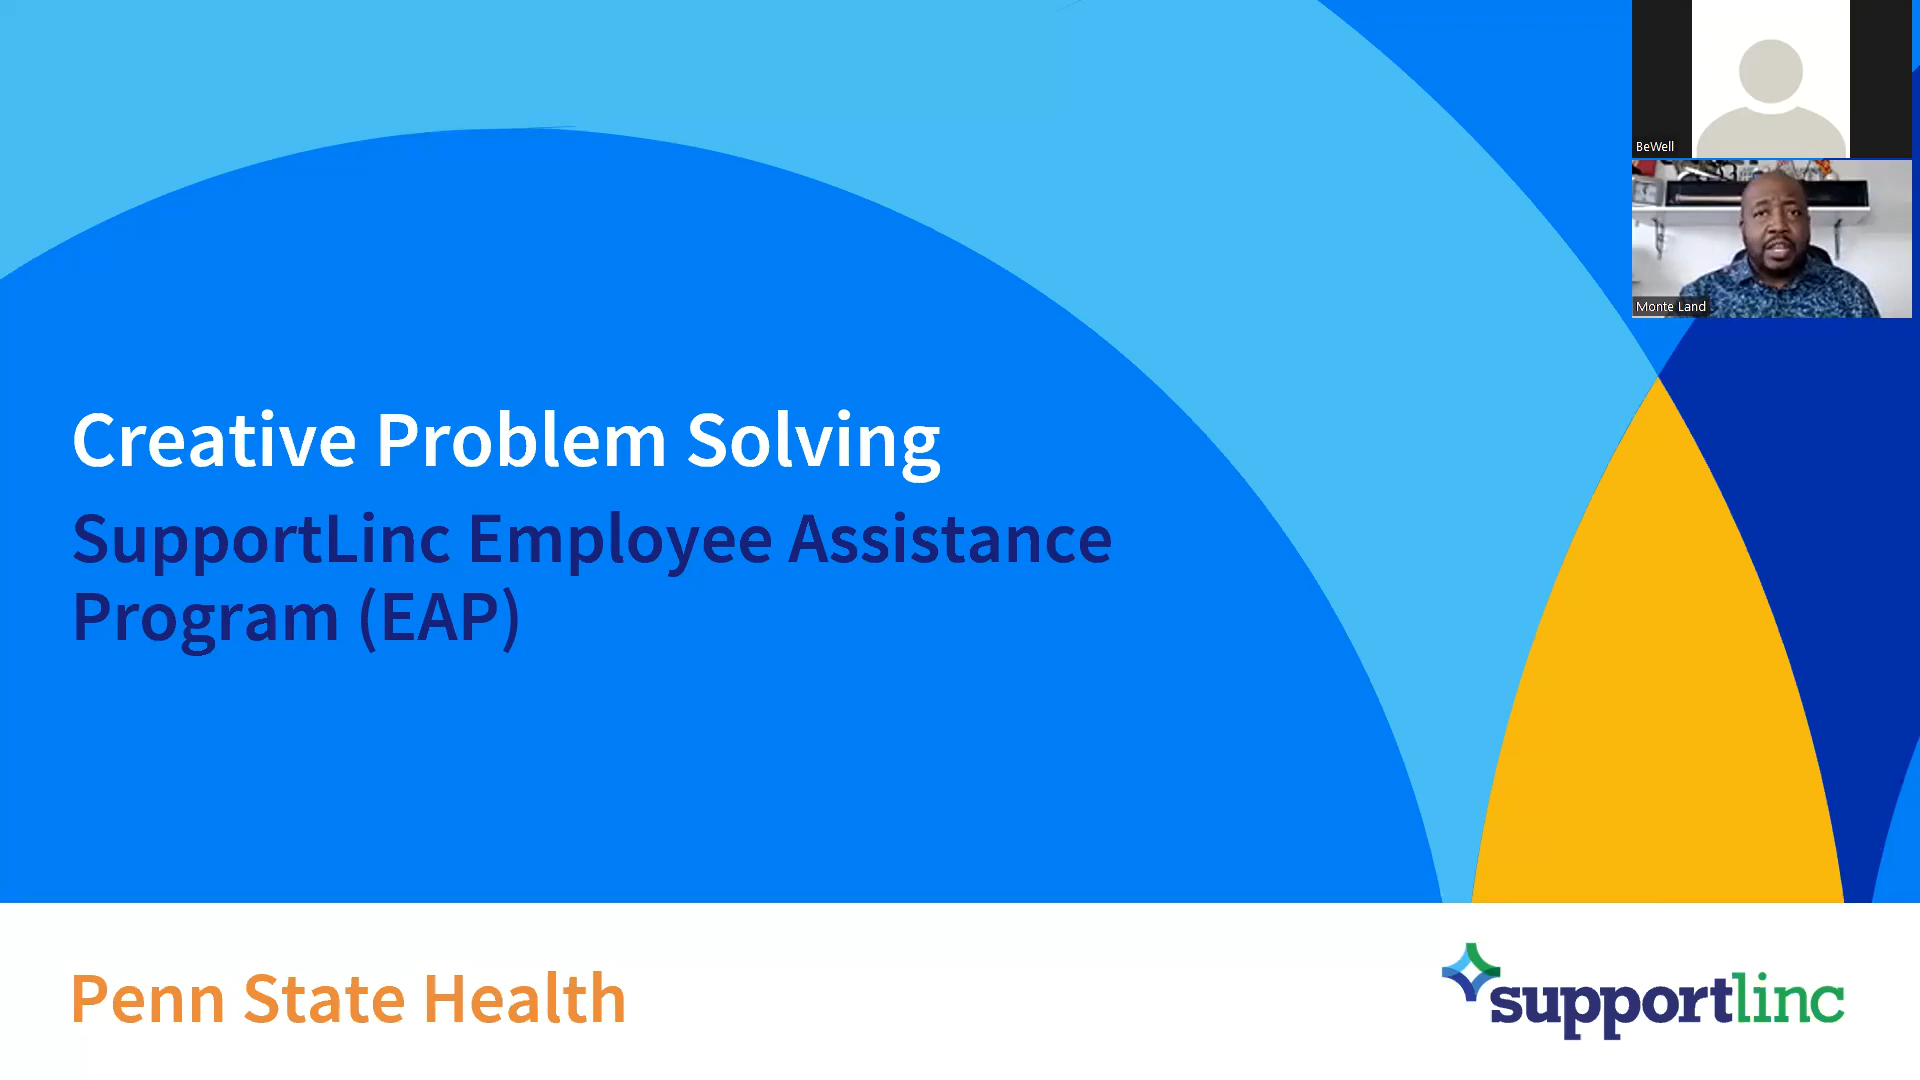 BeWell
Monte Land
Creative Problem Solving
SupportLinc Employee Assistance
Program (EAP)
Penn State Health
supportlinc